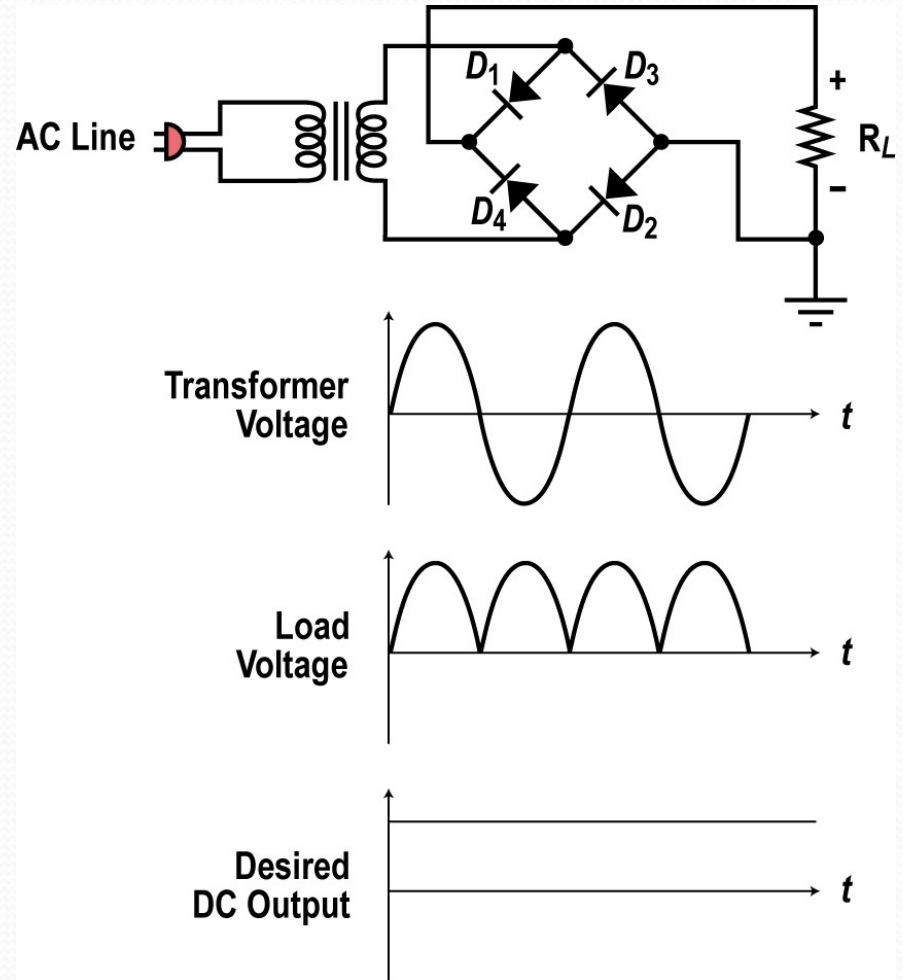 D1
D3
+
AC Line
RL
D4
D2
-
Transformer
Voltage
t
Load
Voltage
t
Desired
DC Output
t